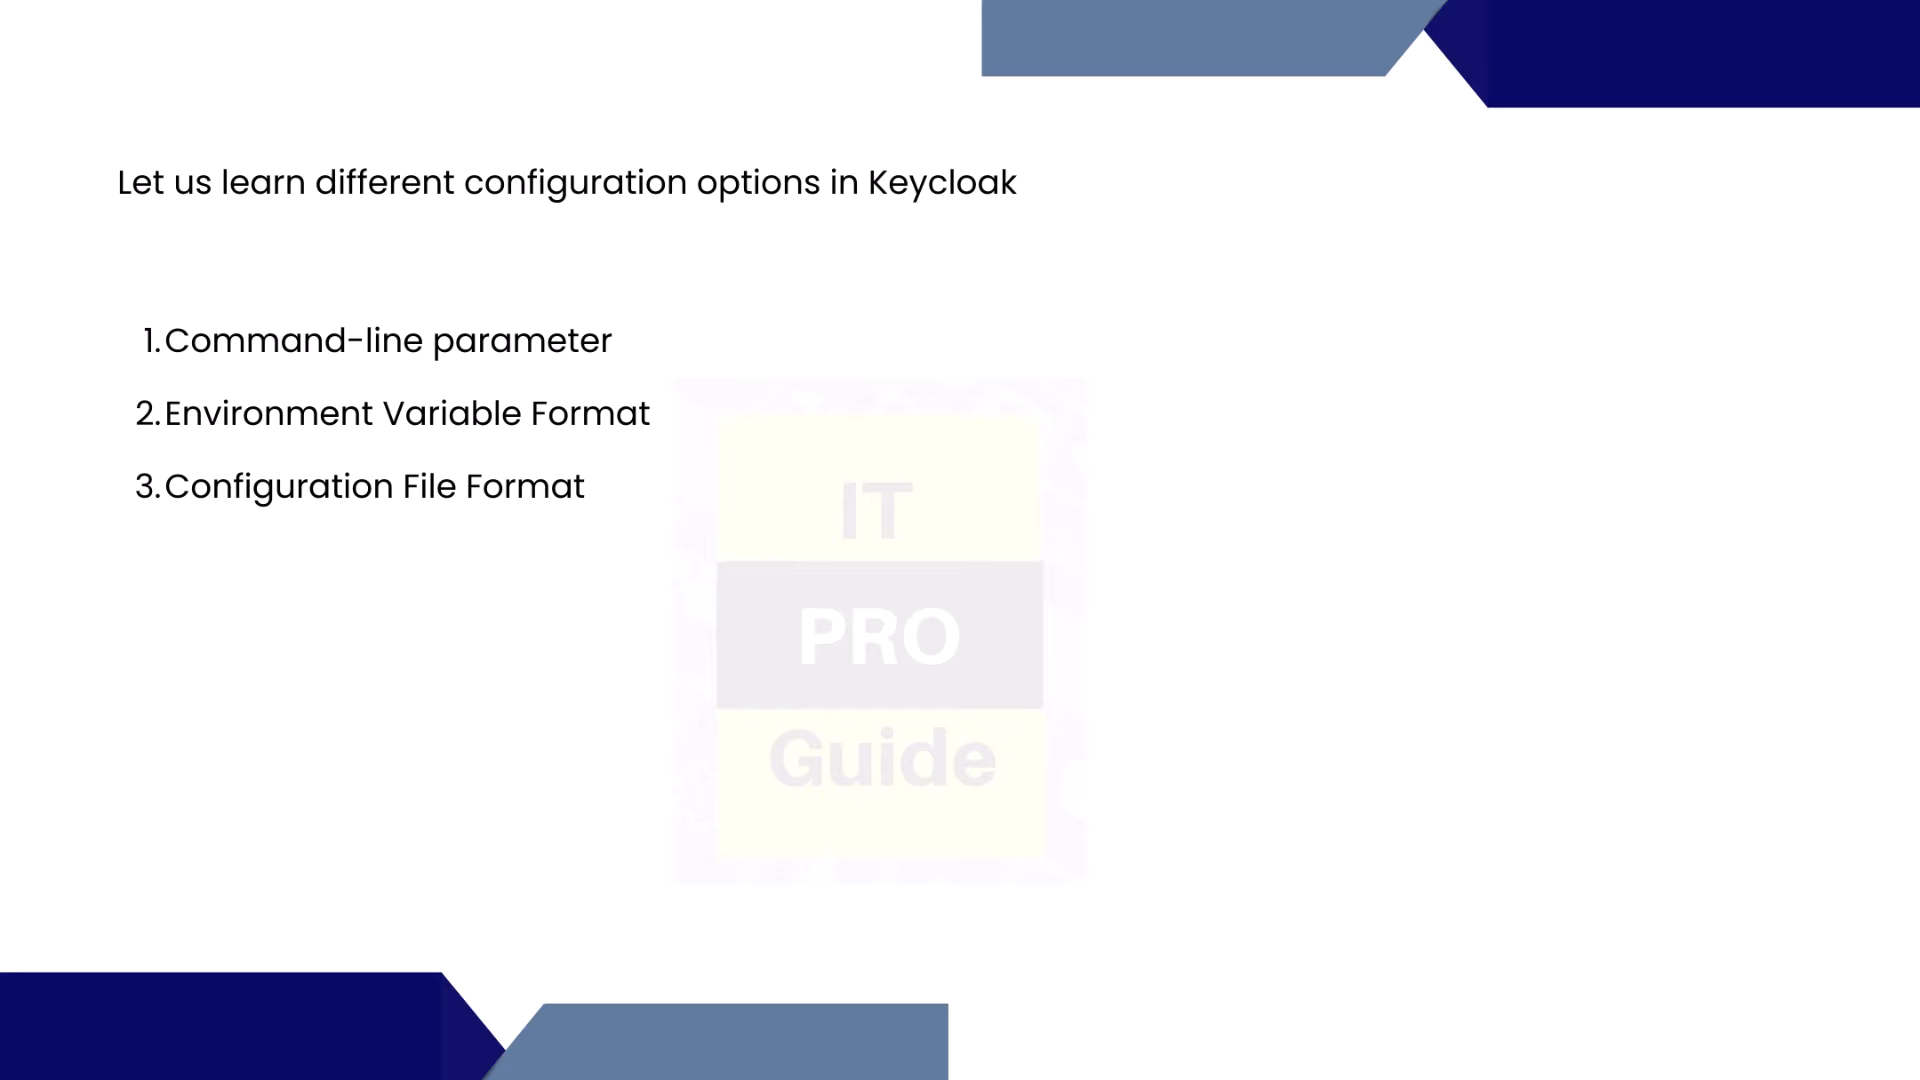 Let us learn different configuration options in Keycloak
1. Command-line parameter
2. Environment Variable Format
3. Configuration File Format
IT
PRO
Guide